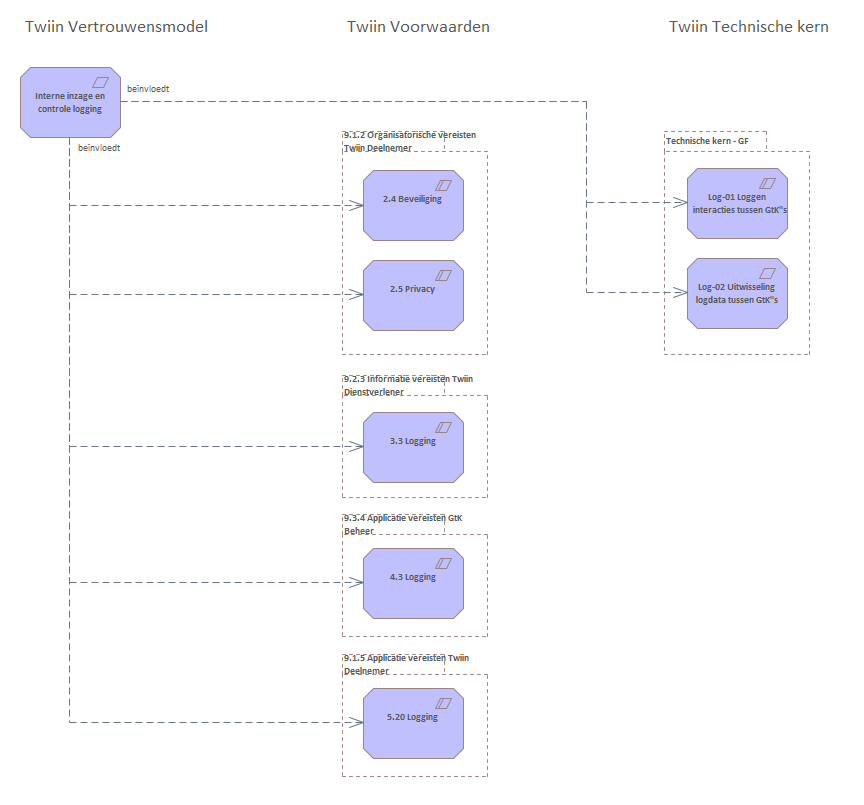 Twiin Vertrouwensmodel
Twiin Voorwaarden
Twiin Technische kern
Interne inzage en
controle logging
beïnvloedt
beïnvloedt
9.1.2 Organisatorische vereisten
Twiin Deelnemer
2.4 Beveiliging
2.5 Privacy
9.2.3 Informatie vereisten Twiin
Dienstverlener
3.3 Logging
9.3.4 Applicatie vereisten GtK
Beheer
4.3 Logging
9.1.5 Applicatie vereisten Twiin
Deelnemer
5.20 Logging
Technische kern - GF
Log-01 Loggen
interacties tussen GtK"s
Log-02 Uitwisseling
logdata tussen GtK"s